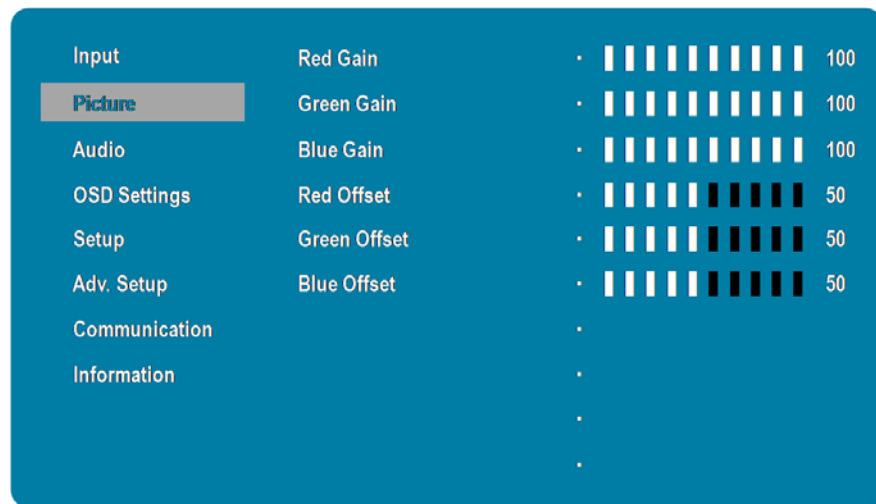 Input Red Gain · 100
Picture Green Gain · 100
Audio Blue Gain · 100
OSD Settings Red Offset · 50
Setup Green Offset · 50
Adv. Setup Blue Offset · 50
Communication ·
Information ·
·
·